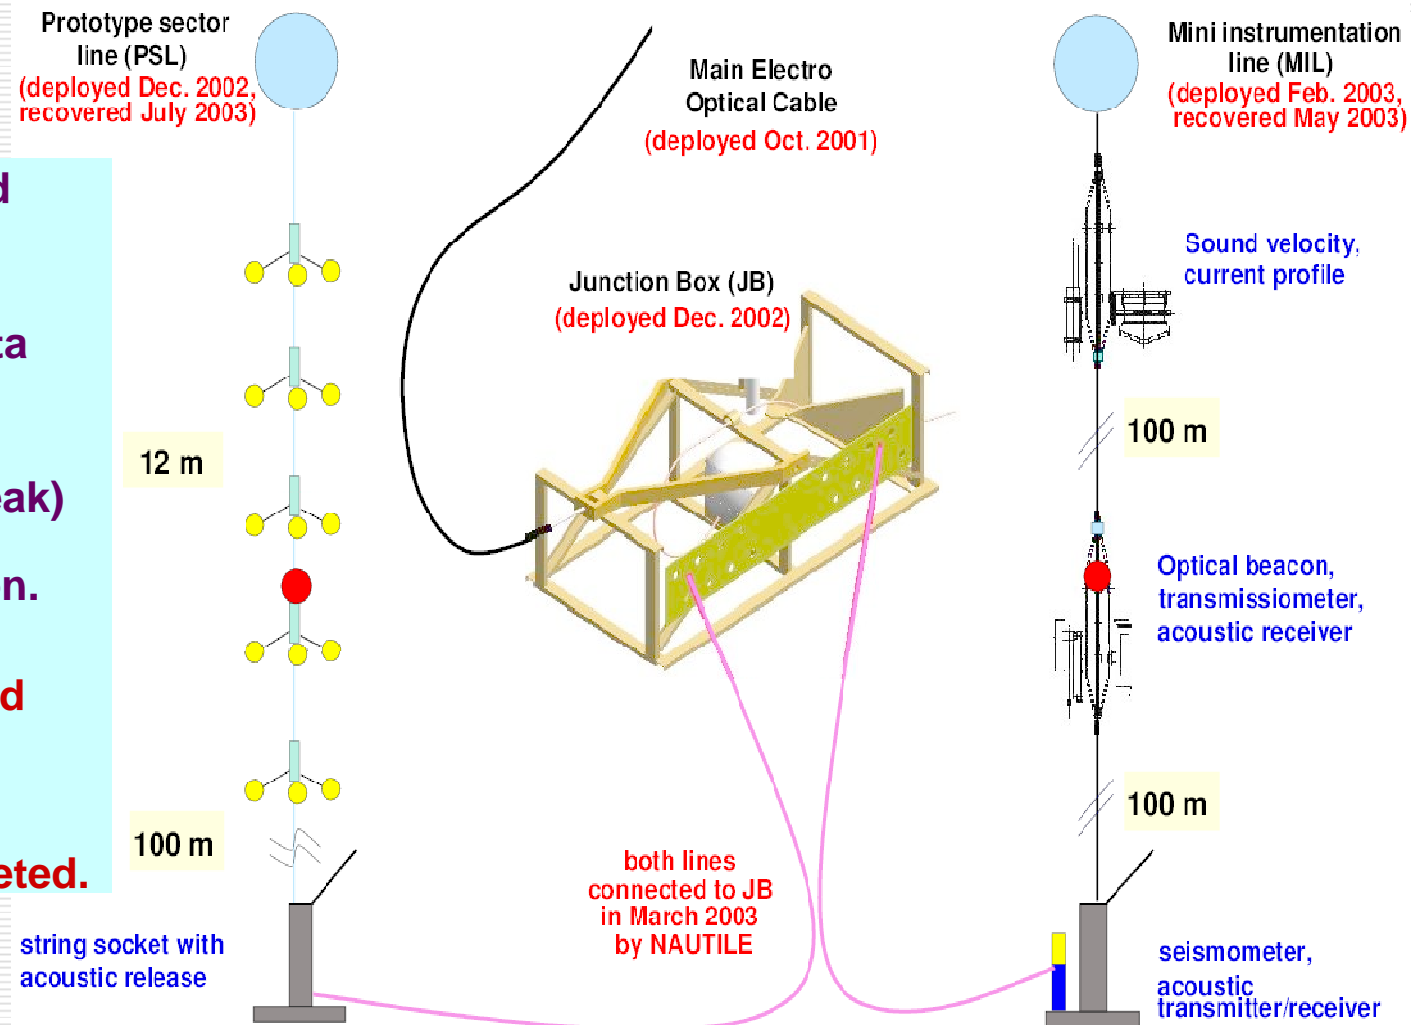 Prototype sector
line (PSL)
(deployed Dec. 2002,
recovered July 2003)
Main Electro
Optical Cable
(deployed Oct. 2001)
Mini instrumentation
line (MIL)
(deployed Feb. 2003,
recovered May 2003)
Sound velocity,
current profile
Junction Box (JB)
(deployed Dec. 2002)
12 m
100 m
Optical beacon,
transmissiometer,
acoustic receiver
100 m
100 m
both lines
connected to JB
in March 2003
by NAUTILE
string socket with
acoustic release
seismometer,
acoustic
transmitter/receiver